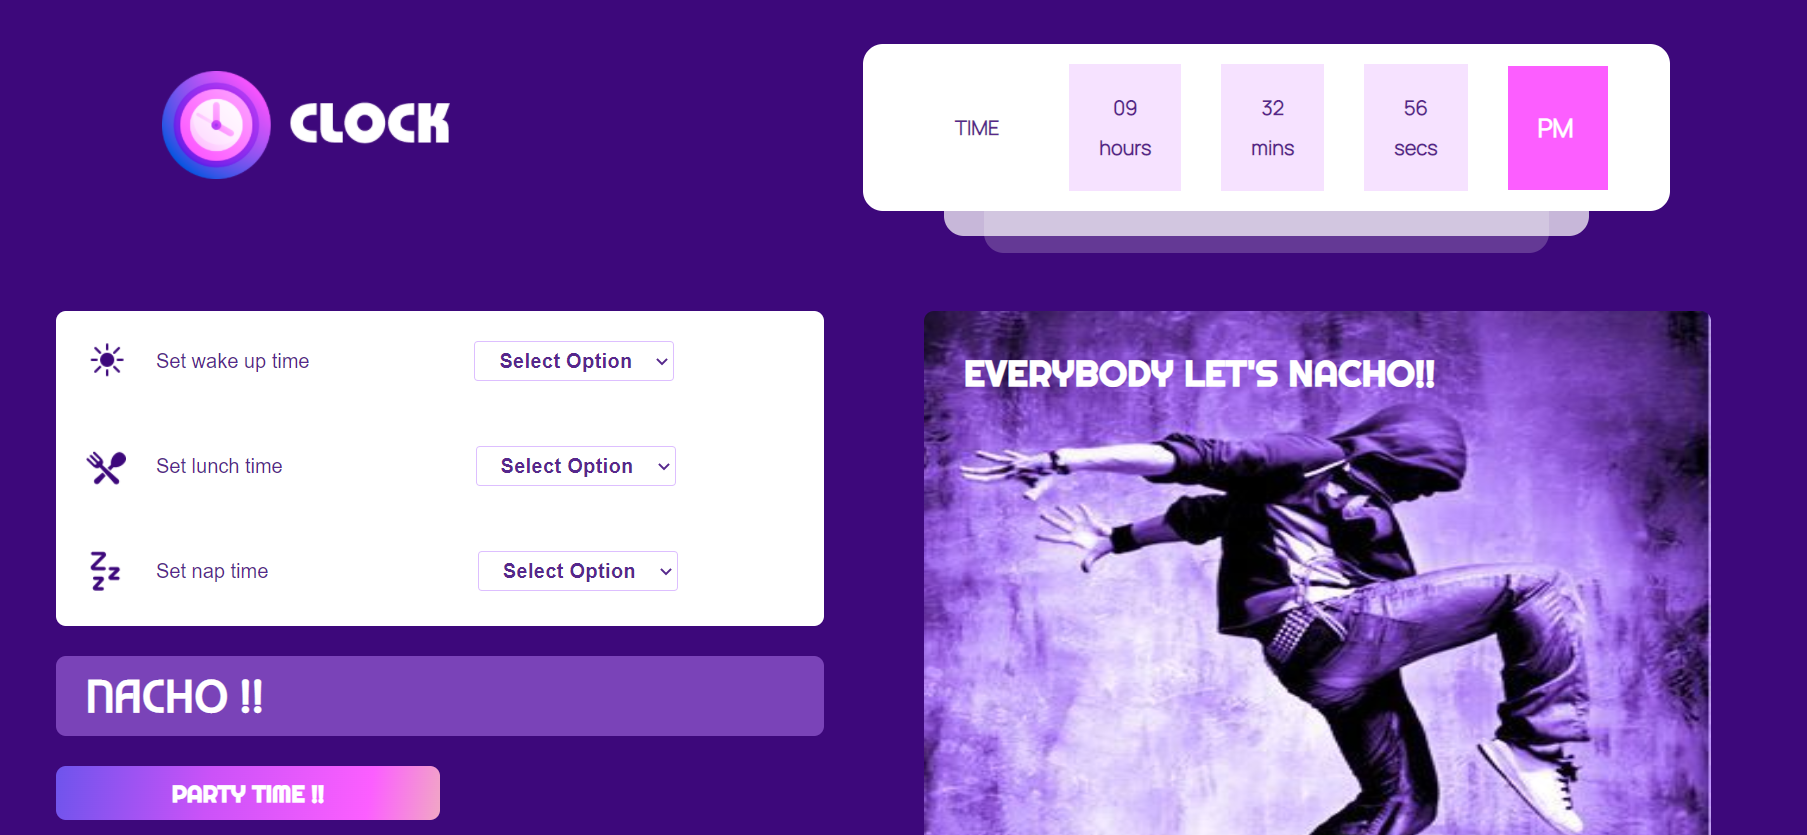 CLOCK
TIME
09 32 56 PM
hours mins secs
Set wake up time Select Option
Set lunch time Select Option
Set nap time Select Option
NACHO !!
PARTY TIME !!
EVERYBODY LET'S NACHO!!